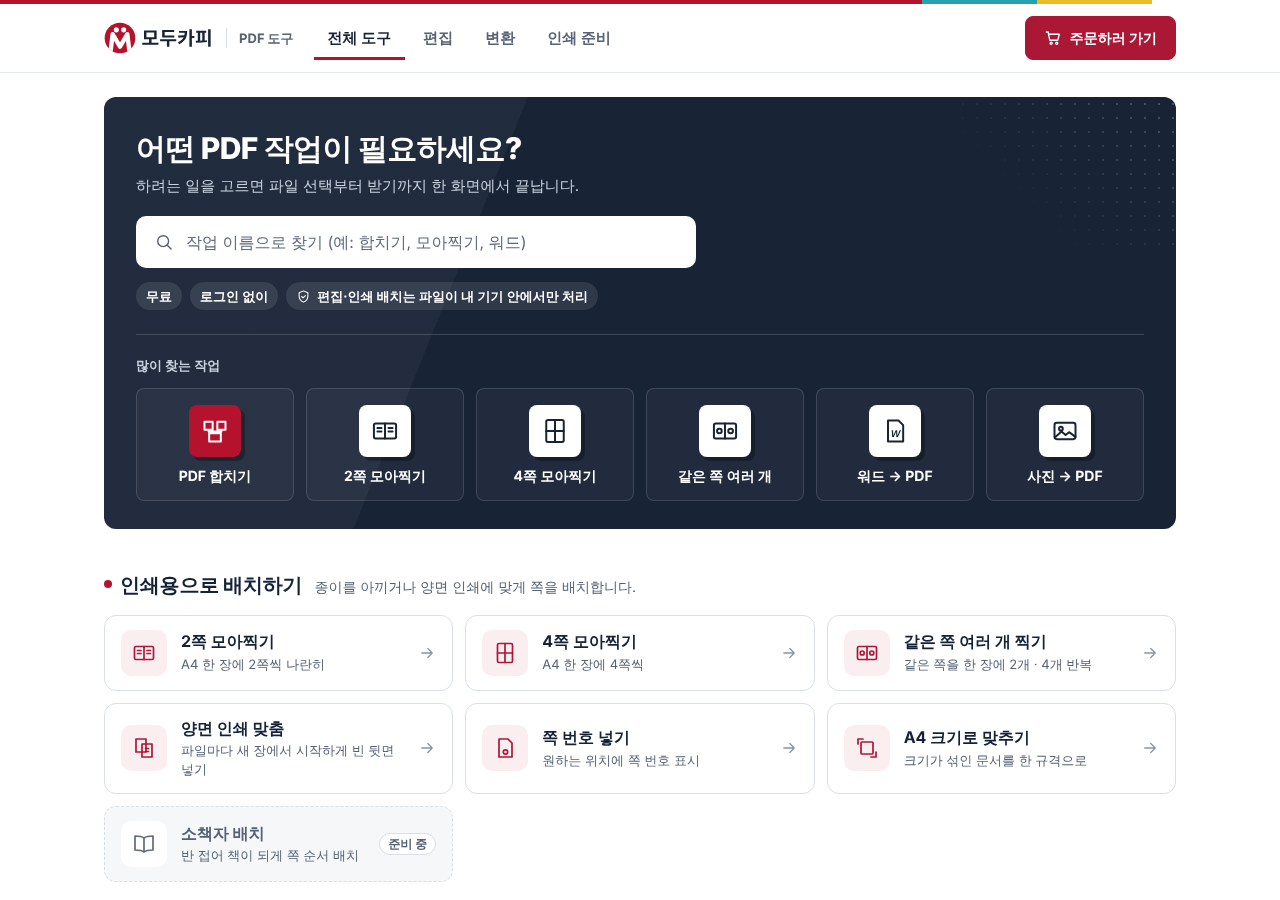 모두카피
PDF 도구
전체 도구
편집
변환
인쇄 준비
주문하러 가기
어떤 PDF 작업이 필요하세요?
하려는 일을 고르면 파일 선택부터 받기까지 한 화면에서 끝납니다.
작업 이름으로 찾기 (예: 합치기, 모아찍기, 워드)
무료
로그인 없이
편집·인쇄 배치는 파일이 내 기기 안에서만 처리
많이 찾는 작업
PDF 합치기
2쪽 모아찍기
4쪽 모아찍기
같은 쪽 여러 개
W
워드 → PDF
사진 → PDF
인쇄용으로 배치하기
종이를 아끼거나 양면 인쇄에 맞게 쪽을 배치합니다.
2쪽 모아찍기
A4 한 장에 2쪽씩 나란히
4쪽 모아찍기
A4 한 장에 4쪽씩
같은 쪽 여러 개 찍기
같은 쪽을 한 장에 2개 · 4개 반복
양면 인쇄 맞춤
파일마다 새 장에서 시작하게 빈 뒷면
넣기
쪽 번호 넣기
원하는 위치에 쪽 번호 표시
A4 크기로 맞추기
크기가 섞인 문서를 한 규격으로
소책자 배치
반 접어 책이 되게 쪽 순서 배치
준비 중